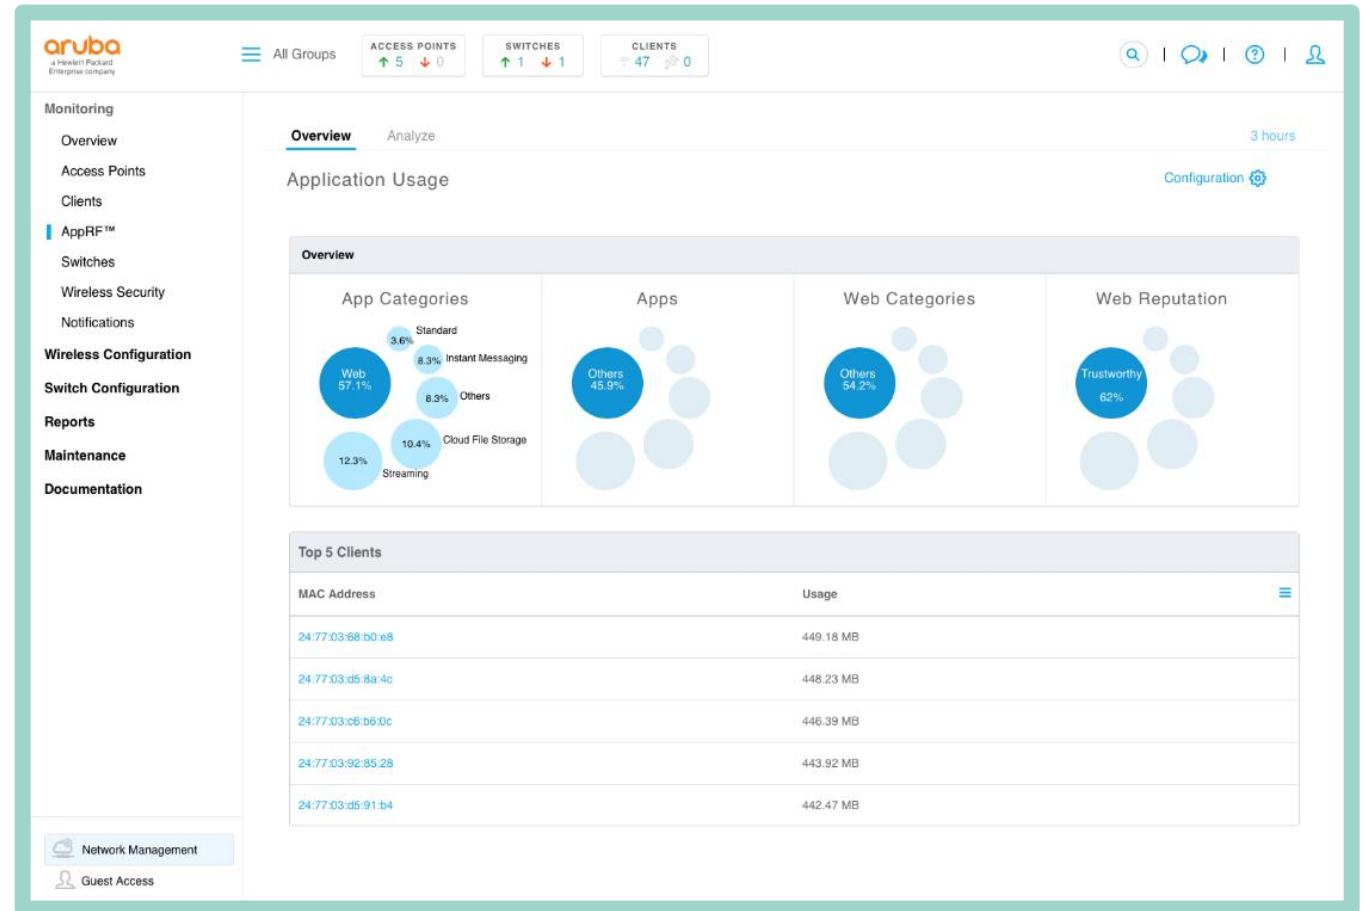 aruba
a Hewlett Packard
Enterprise company
All Groups
ACCESS POINTS
5 0
SWITCHES
1 1
CLIENTS
47 0
Monitoring
Overview
Access Points
Clients
AppRF™
Switches
Wireless Security
Notifications
Wireless Configuration
Switch Configuration
Reports
Maintenance
Documentation
Network Management
Guest Access
Overview Analyze 3 hours
Application Usage Configuration
Overview
App Categories
Standard
3.6%
8.3% Instant Messaging
Web
57.1%
8.3% Others
10.4% Cloud File Storage
12.3%
Streaming
Apps
Others
45.9%
Web Categories
Others
54.2%
Web Reputation
Trustworthy
62%
Top 5 Clients
MAC Address Usage
24:77:03:68:b0:e8 449.18 MB
24:77:03:d5:8a:4c 448.23 MB
24:77:03:c6:b6:0c 446.39 MB
24:77:03:92:85:28 443.92 MB
24:77:03:d5:91:b4 442.47 MB